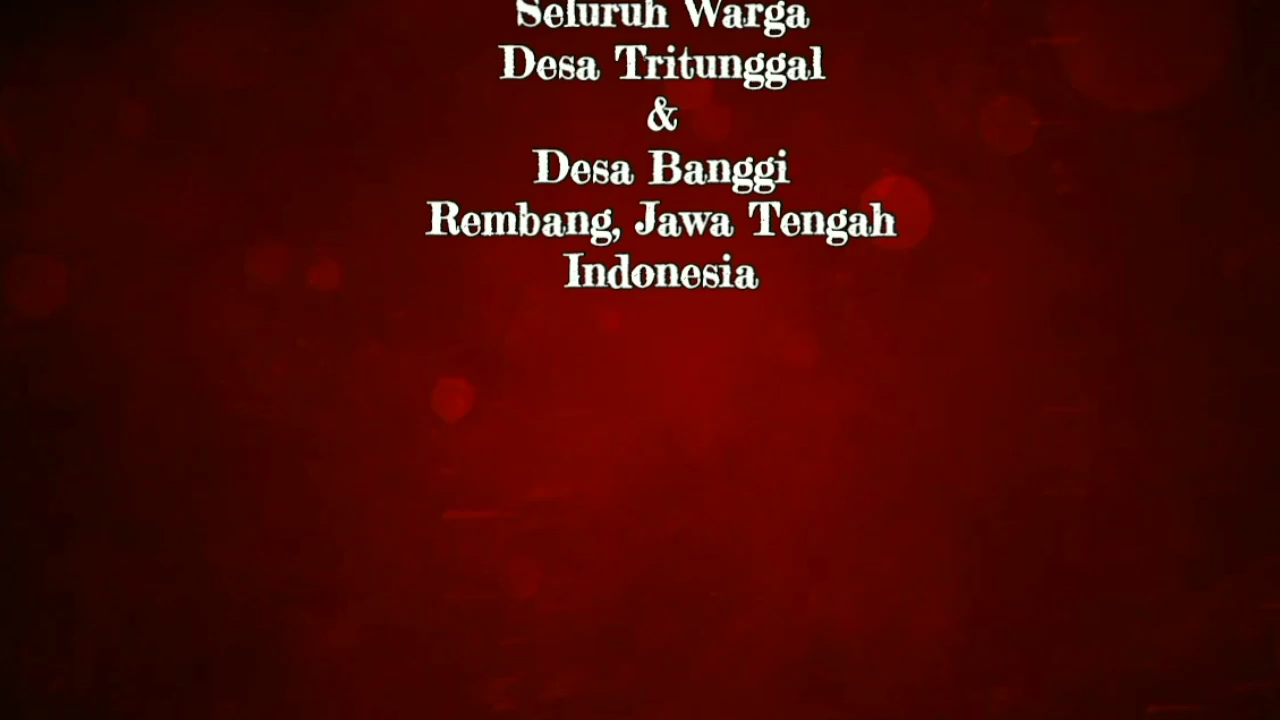 Seluruh Warga
Desa Tritunggal
&
Desa Banggi
Rembang, Jawa Tengah
Indonesia